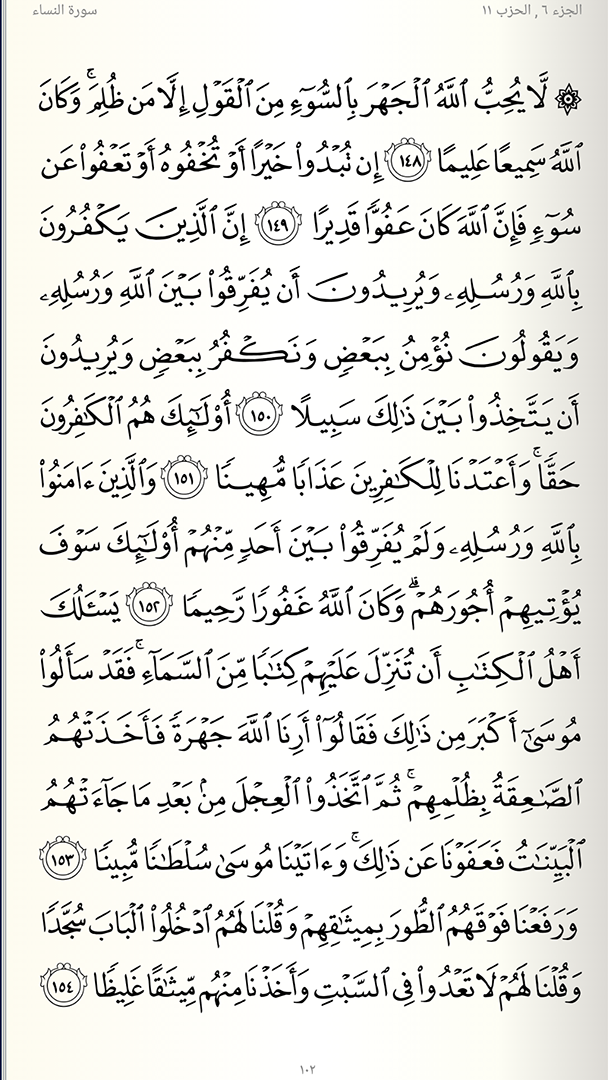 الجزء ٦ , الحزب ١١
سورة النساء
۞ لَّا يُحِبُّ ٱللَّهُ ٱلۡجَهۡرَ بِٱلسُّوٓءِ مِنَ ٱلۡقَوۡلِ إِلَّا مَن ظُلِمَۚ وَكَانَ
ٱللَّهُ سَمِيعًا عَلِيمًا ١٤٨ إِن تُبۡدُواْ خَيۡرًا أَوۡ تُخۡفُوهُ أَوۡ تَعۡفُواْ عَن
سُوٓءٖ فَإِنَّ ٱللَّهَ كَانَ عَفُوّٗا قَدِيرًا ١٤٩ إِنَّ ٱلَّذِينَ يَكۡفُرُونَ
بِٱللَّهِ وَرُسُلِهِۦ وَيُرِيدُونَ أَن يُفَرِّقُواْ بَيۡنَ ٱللَّهِ وَرُسُلِهِۦ
وَيَقُولُونَ نُؤۡمِنُ بِبَعۡضٖ وَنَكۡفُرُ بِبَعۡضٖ وَيُرِيدُونَ
أَن يَتَّخِذُواْ بَيۡنَ ذَٰلِكَ سَبِيلًا ١٥٠ أُوْلَٰٓئِكَ هُمُ ٱلۡكَٰفِرُونَ
حَقّٗاۚ وَأَعۡتَدۡنَا لِلۡكَٰفِرِينَ عَذَابٗا مُّهِينٗا ١٥١ وَٱلَّذِينَ ءَامَنُواْ
بِٱللَّهِ وَرُسُلِهِۦ وَلَمۡ يُفَرِّقُواْ بَيۡنَ أَحَدٖ مِّنۡهُمۡ أُوْلَٰٓئِكَ سَوۡفَ
يُؤۡتِيهِمۡ أُجُورَهُمۡۚ وَكَانَ ٱللَّهُ غَفُورٗا رَّحِيمٗا ١٥٢ يَسۡـَٔلُكَ
أَهۡلُ ٱلۡكِتَٰبِ أَن تُنَزِّلَ عَلَيۡهِمۡ كِتَٰبٗا مِّنَ ٱلسَّمَآءِۚ فَقَدۡ سَأَلُواْ
مُوسَىٰٓ أَكۡبَرَ مِن ذَٰلِكَ فَقَالُوٓاْ أَرِنَا ٱللَّهَ جَهۡرَةٗ فَأَخَذَتۡهُمُ
ٱلصَّٰعِقَةُ بِظُلۡمِهِمۡۚ ثُمَّ ٱتَّخَذُواْ ٱلۡعِجۡلَ مِنۢ بَعۡدِ مَا جَآءَتۡهُمُ
ٱلۡبَيِّنَٰتُ فَعَفَوۡنَا عَن ذَٰلِكَۚ وَءَاتَيۡنَا مُوسَىٰ سُلۡطَٰنٗا مُّبِينٗا ١٥٣
وَرَفَعۡنَا فَوۡقَهُمُ ٱلطُّورَ بِمِيثَٰقِهِمۡ وَقُلۡنَا لَهُمُ ٱدۡخُلُواْ ٱلۡبَابَ سُجَّدٗا
وَقُلۡنَا لَهُمۡ لَا تَعۡدُواْ فِي ٱلسَّبۡتِ وَأَخَذۡنَا مِنۡهُم مِّيثَٰقًا غَلِيظٗا ١٥٤
١٠٢